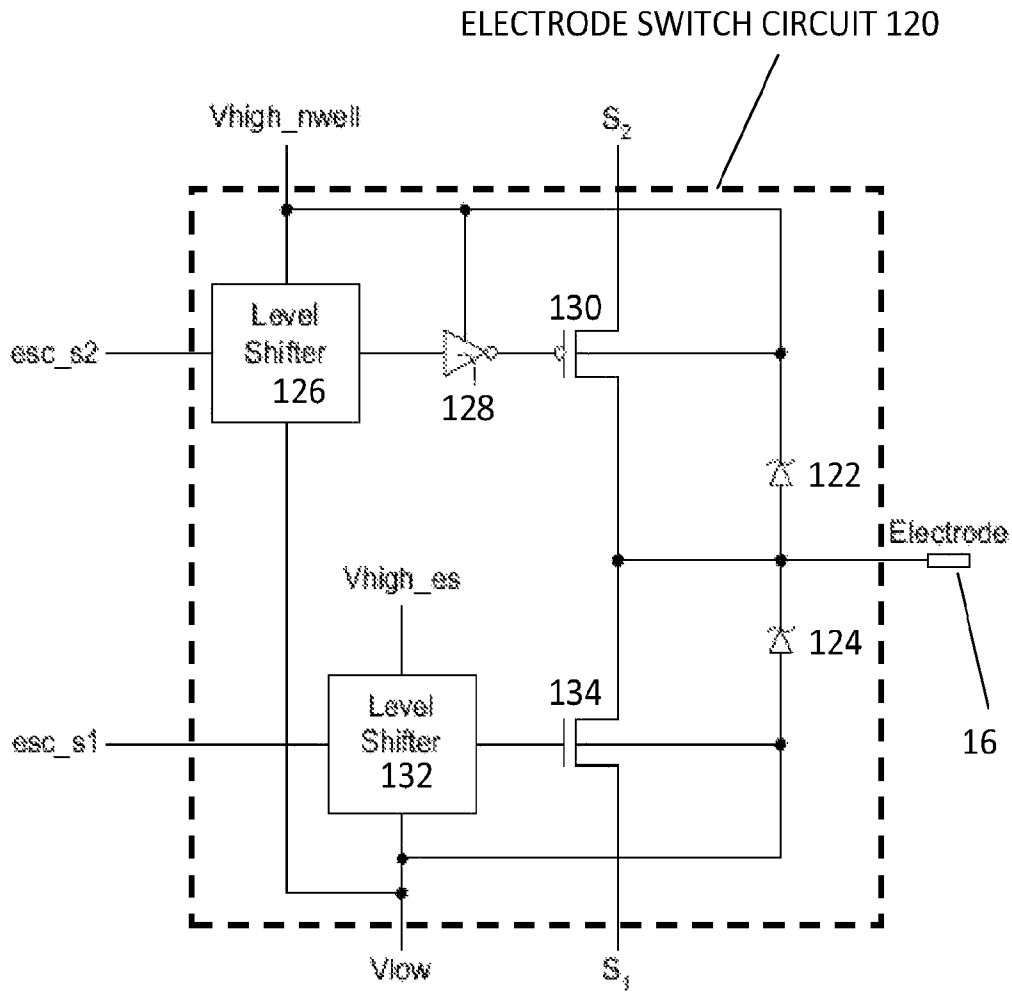 ELECTRODE SWITCH CIRCUIT 120
Vhigh_nwell
S₂
esc_s2
Level
Shifter
126
128
130
122
Electrode
16
Vhigh_es
124
esc_s1
Level
Shifter
132
134
Vlow
S₁